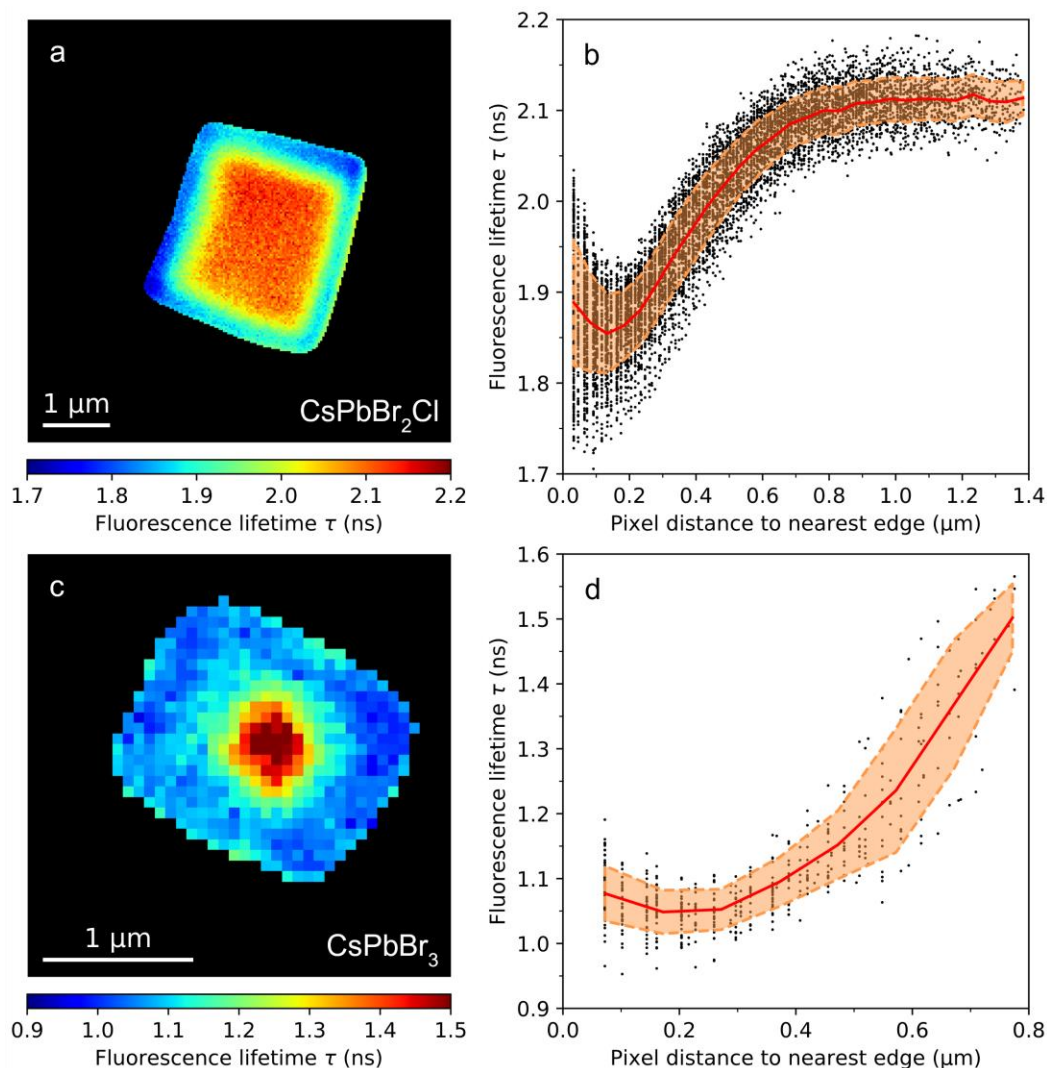 a
1 μm
CsPbBr₂Cl
1.7 1.8 1.9 2.0 2.1 2.2
Fluorescence lifetime τ (ns)
b
2.2
2.1
2.0
1.9
1.8
1.7
Fluorescence lifetime τ (ns)
0.0 0.2 0.4 0.6 0.8 1.0 1.2 1.4
Pixel distance to nearest edge (μm)
c
1 μm
CsPbBr₃
0.9 1.0 1.1 1.2 1.3 1.4 1.5
Fluorescence lifetime τ (ns)
d
1.6
1.5
1.4
1.3
1.2
1.1
1.0
0.9
Fluorescence lifetime τ (ns)
0.0 0.2 0.4 0.6 0.8
Pixel distance to nearest edge (μm)